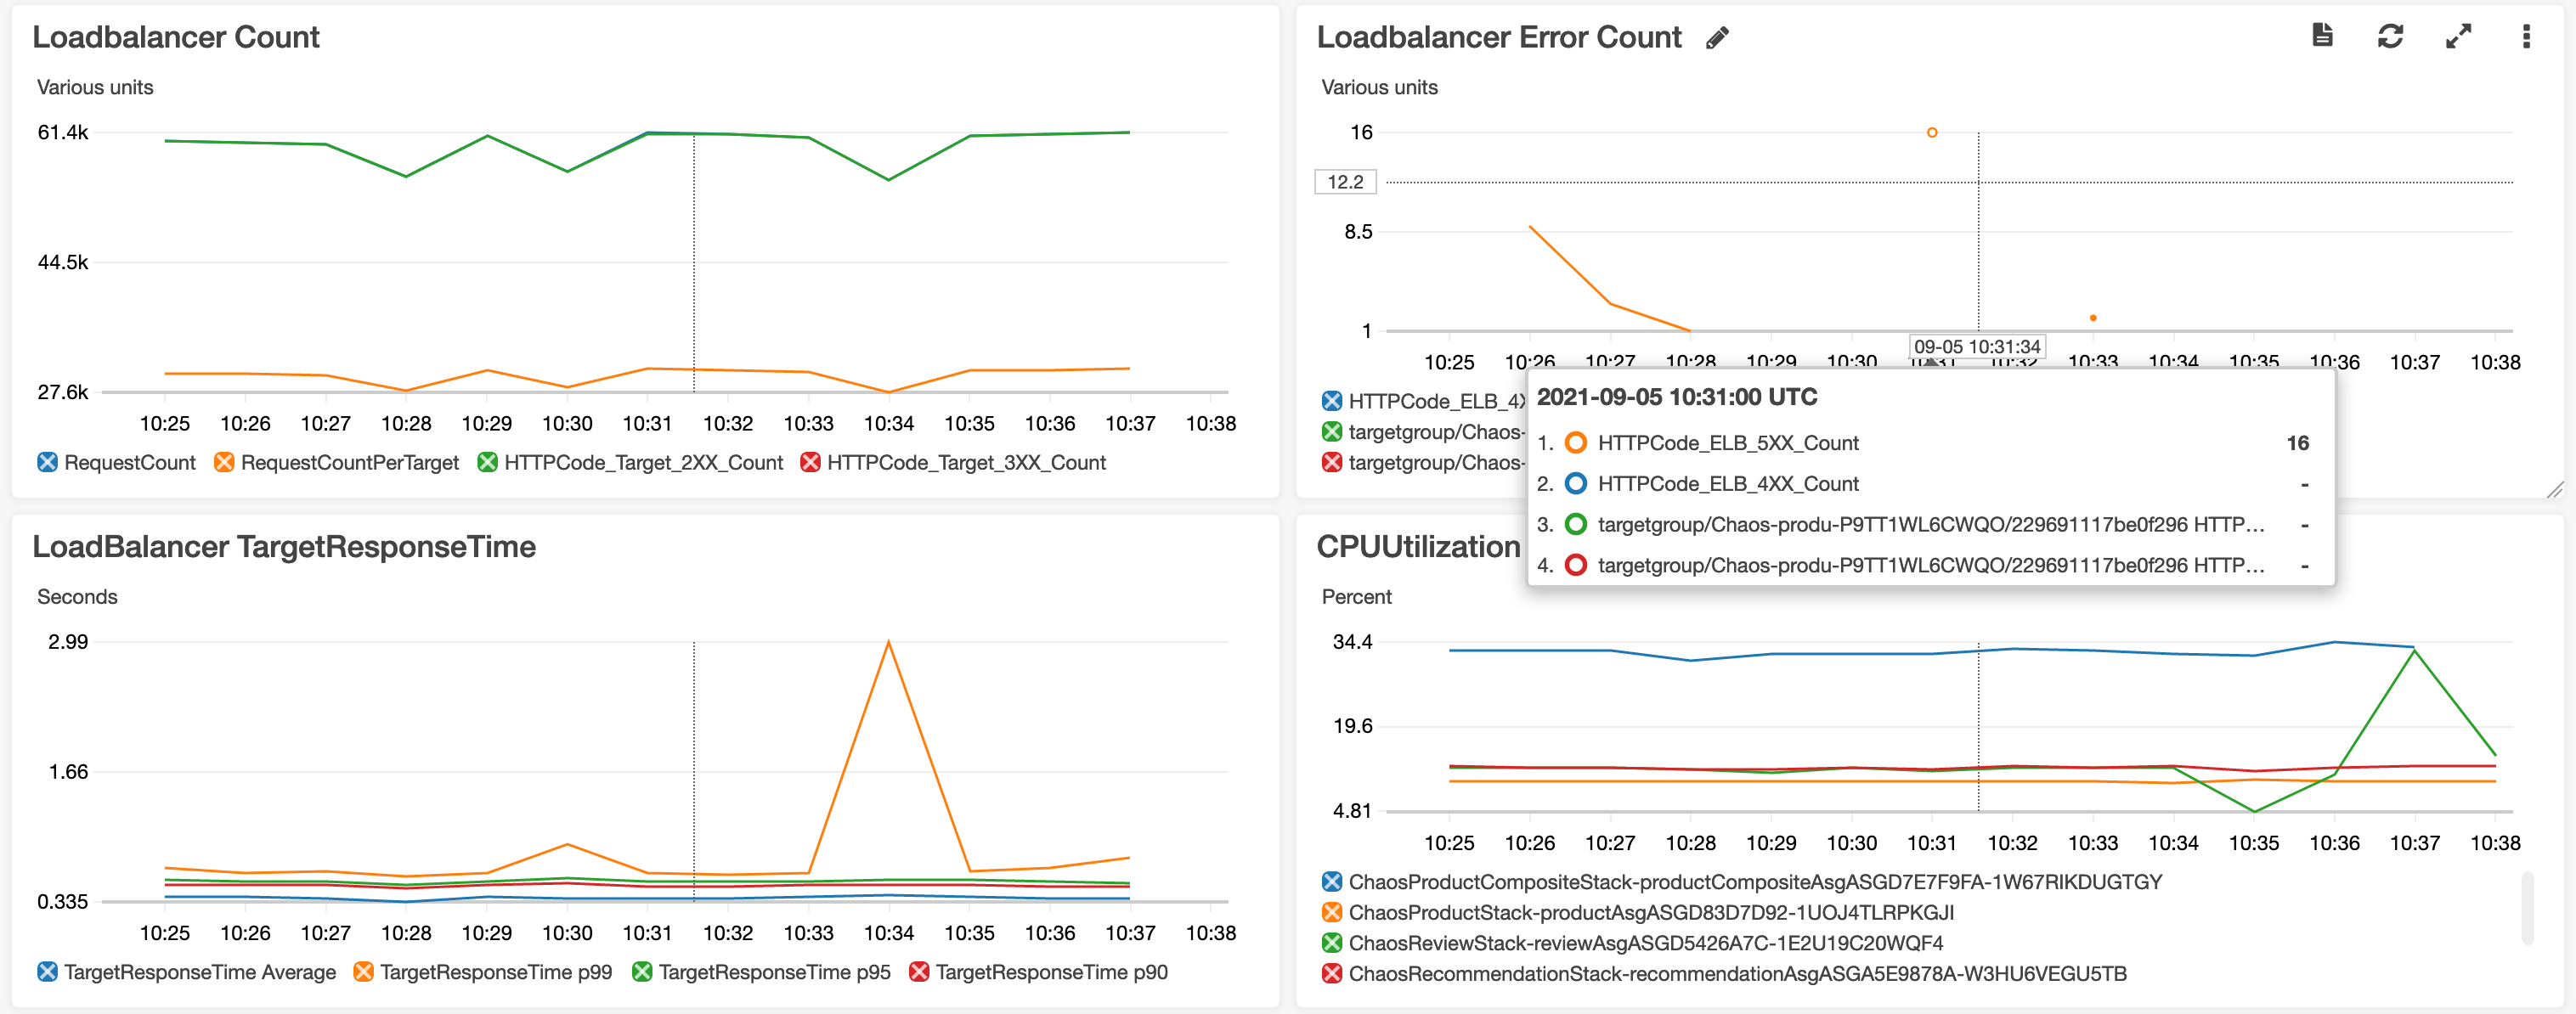 Loadbalancer Count
Various units
61.4k
44.5k
27.6k
10:25 10:26 10:27 10:28 10:29 10:30 10:31 10:32 10:33 10:34 10:35 10:36 10:37 10:38
RequestCount RequestCountPerTarget HTTPCode_Target_2XX_Count HTTPCode_Target_3XX_Count
Loadbalancer Error Count
Various units
16
12.2
8.5
1
09-05 10:31:34
10:25 10:26 10:27 10:28 10:29 10:30 10:31 10:32 10:33 10:34 10:35 10:36 10:37 10:38
HTTPCode_ELB_4X
targetgroup/Chaos-
targetgroup/Chaos-
2021-09-05 10:31:00 UTC
1. HTTPCode_ELB_5XX_Count 16
2. HTTPCode_ELB_4XX_Count -
3. targetgroup/Chaos-produ-P9TT1WL6CWQO/229691117be0f296 HTTP... -
4. targetgroup/Chaos-produ-P9TT1WL6CWQO/229691117be0f296 HTTP... -
LoadBalancer TargetResponseTime
Seconds
2.99
1.66
0.335
10:25 10:26 10:27 10:28 10:29 10:30 10:31 10:32 10:33 10:34 10:35 10:36 10:37 10:38
TargetResponseTime Average TargetResponseTime p99 TargetResponseTime p95 TargetResponseTime p90
CPUUtilization
Percent
34.4
19.6
4.81
10:25 10:26 10:27 10:28 10:29 10:30 10:31 10:32 10:33 10:34 10:35 10:36 10:37 10:38
ChaosProductCompositeStack-productCompositeAsgASGD7E7F9FA-1W67RIKDUGTGY
ChaosProductStack-productAsgASGD83D7D92-1UOJ4TLRPKGJI
ChaosReviewStack-reviewAsgASGD5426A7C-1E2U19C20WQF4
ChaosRecommendationStack-recommendationAsgASGA5E9878A-W3HU6VEGU5TB